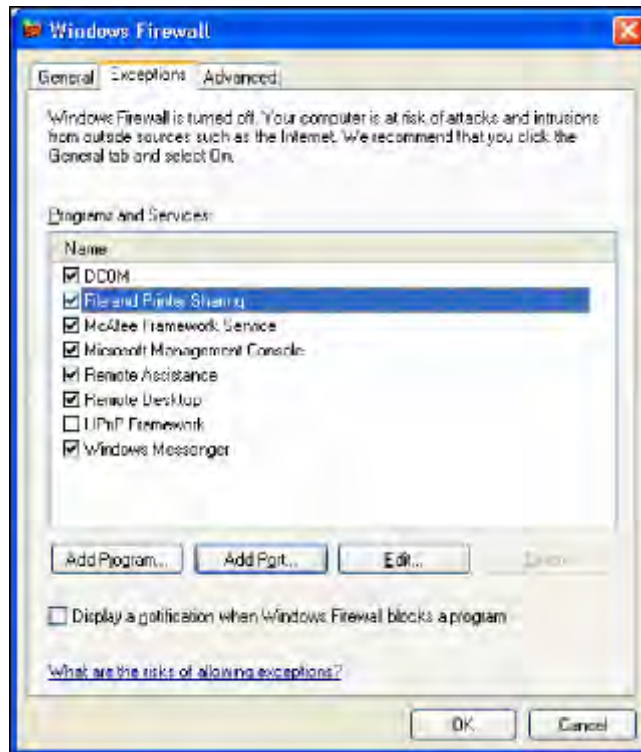 Windows Firewall
General Exceptions Advanced
Windows Firewall is turned off. Your computer is at risk of attacks and intrusions
from outside sources such as the Internet. We recommend that you click the
General tab and select On.
Programs and Services:
Name
DCOM
File and Printer Sharing
McAfee Framework Service
Microsoft Management Console
Remote Assistance
Remote Desktop
UPnP Framework
Windows Messenger
Add Program... Add Port... Edit... Delete
Display a notification when Windows Firewall blocks a program
What are the risks of allowing exceptions?
OK Cancel